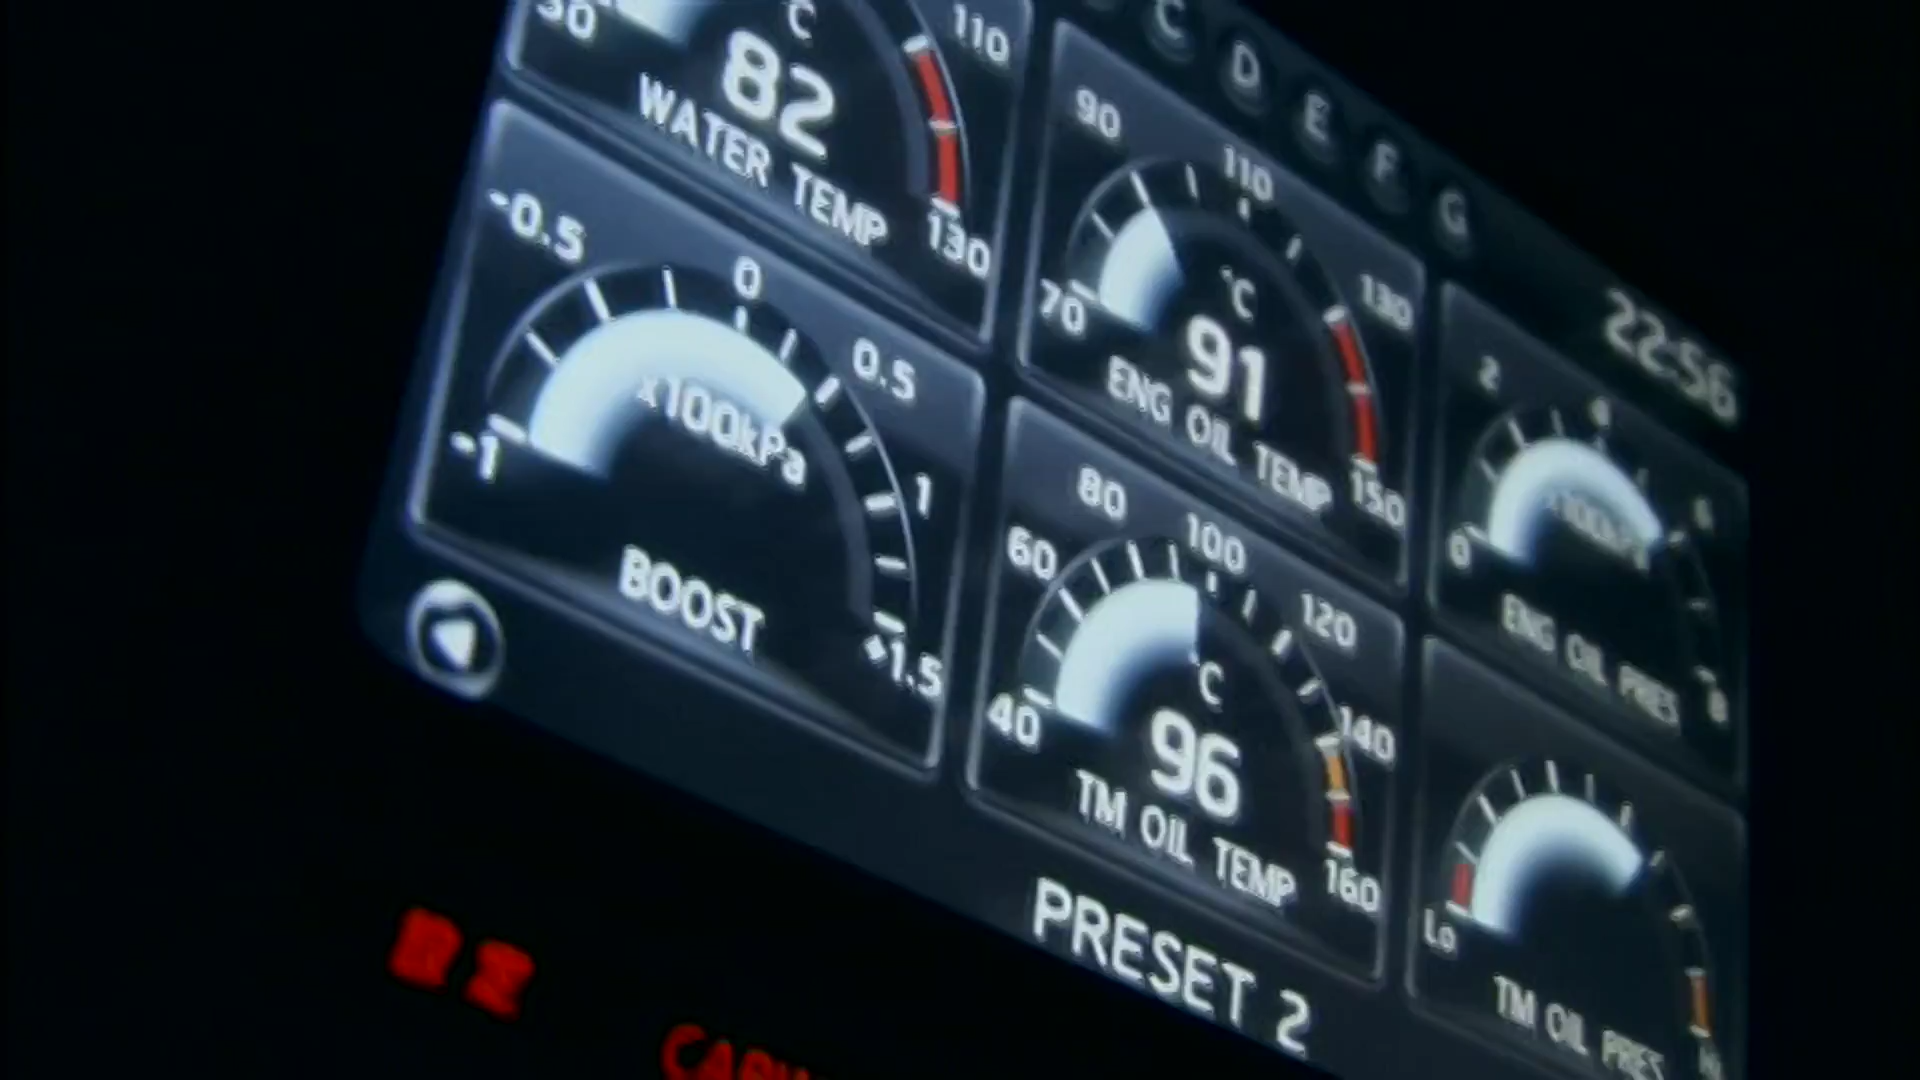 C D E F G
22:56
°C
110
82
WATER TEMP
130
90
110
130
70
°C
91
ENG OIL TEMP
150
-0.5
0
0.5
-1
x100kPa
1
BOOST
+1.5
2
0
ENG OIL PRES
8
80
100
60
120
140
40
°C
96
TM OIL TEMP
160
Lo
TM OIL PRES
PRESET 2